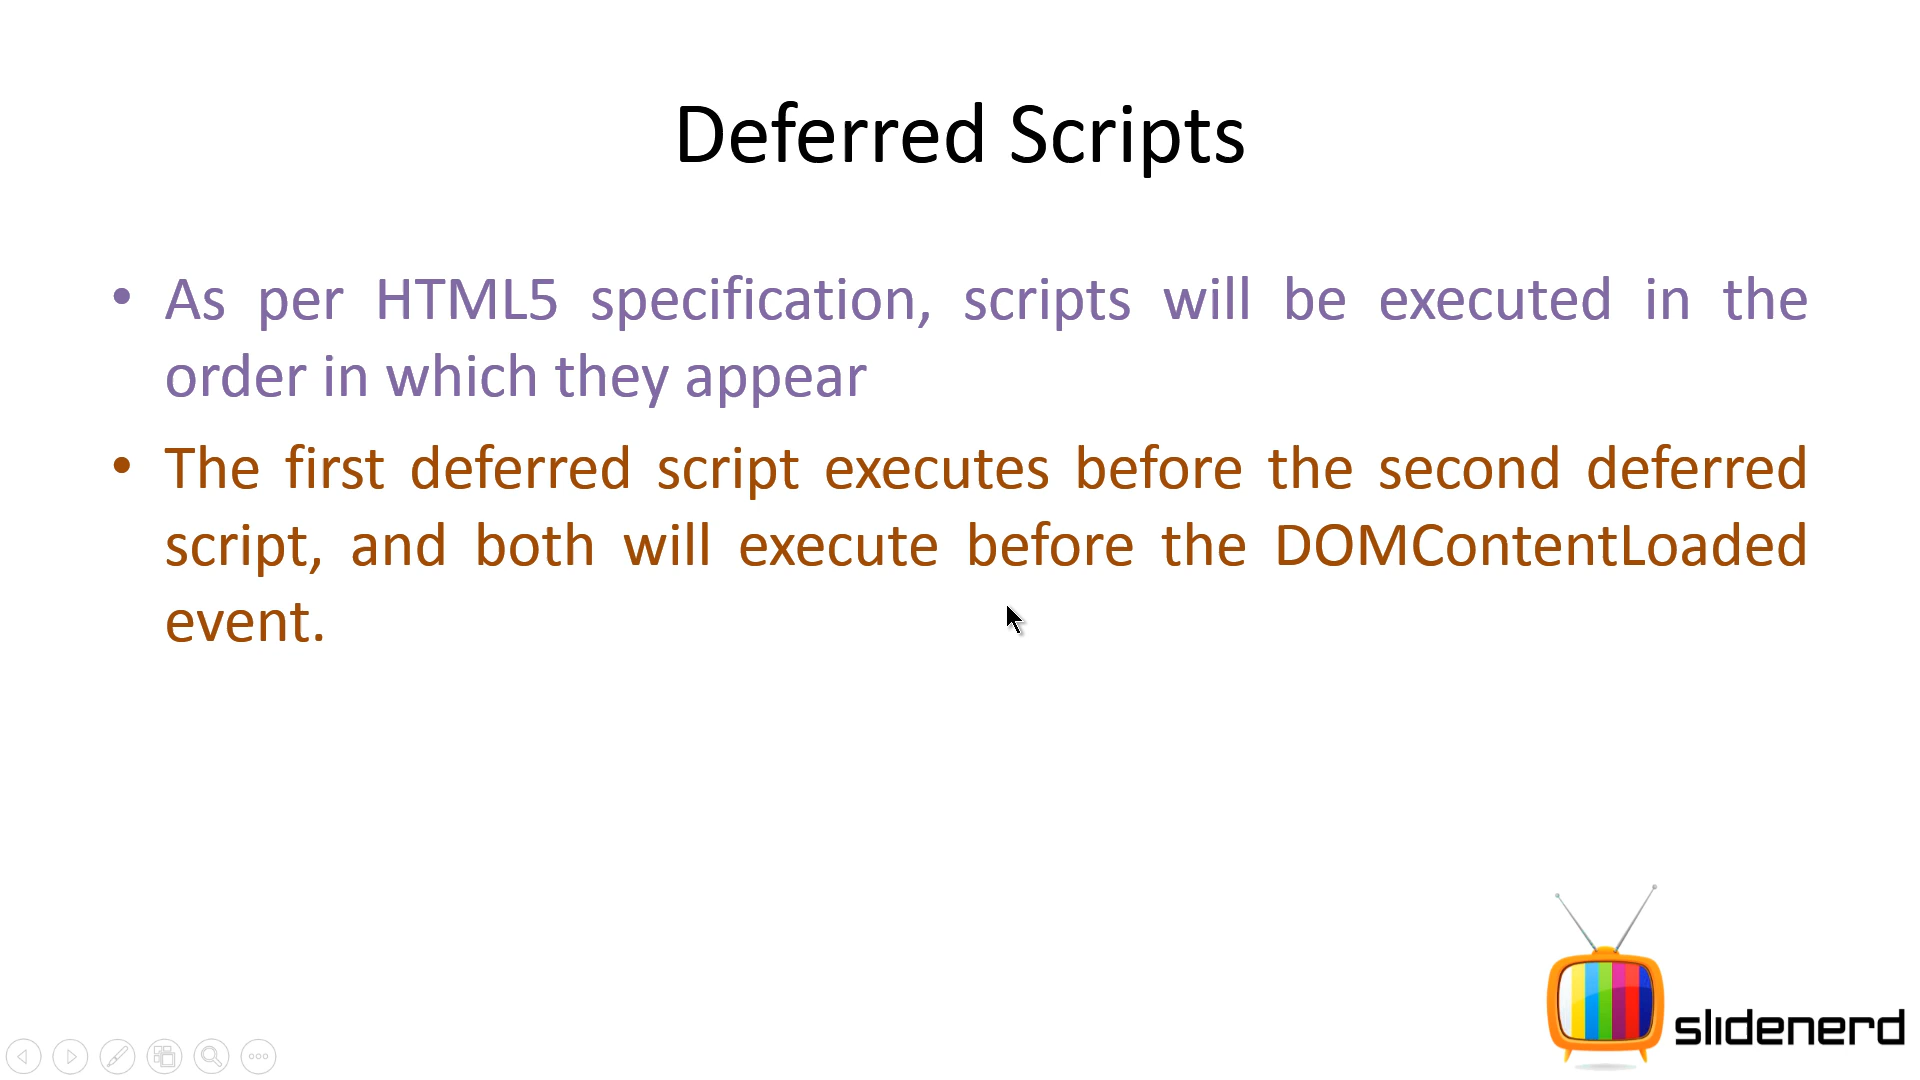 Deferred Scripts
• As per HTML5 specification, scripts will be executed in the
order in which they appear
• The first deferred script executes before the second deferred
script, and both will execute before the DOMContentLoaded
event.
slidenerd